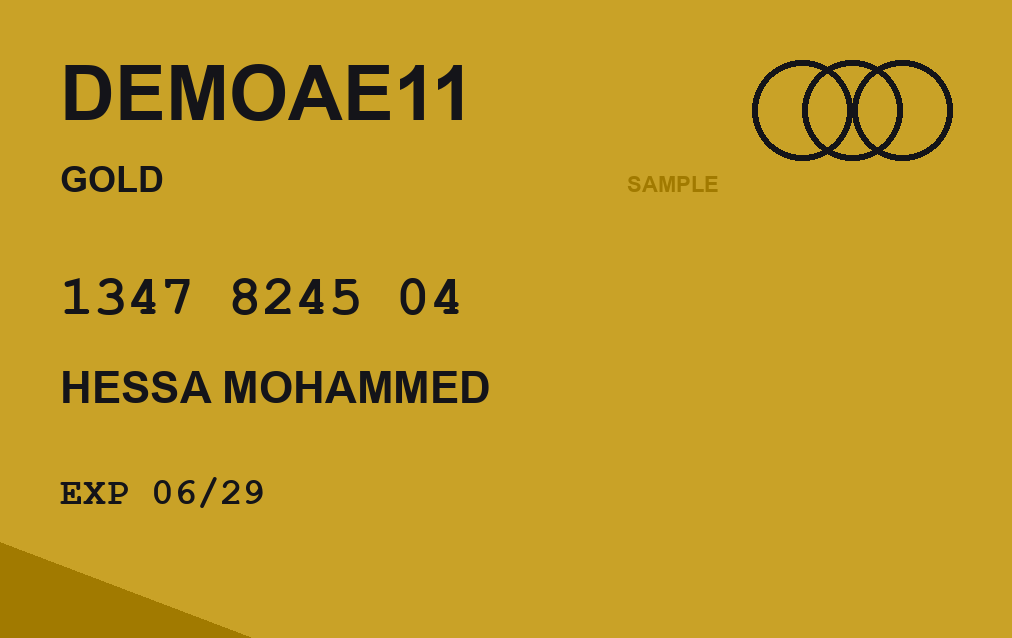 DEMOAE11
GOLD
SAMPLE
1347 8245 04
HESSA MOHAMMED
EXP 06/29